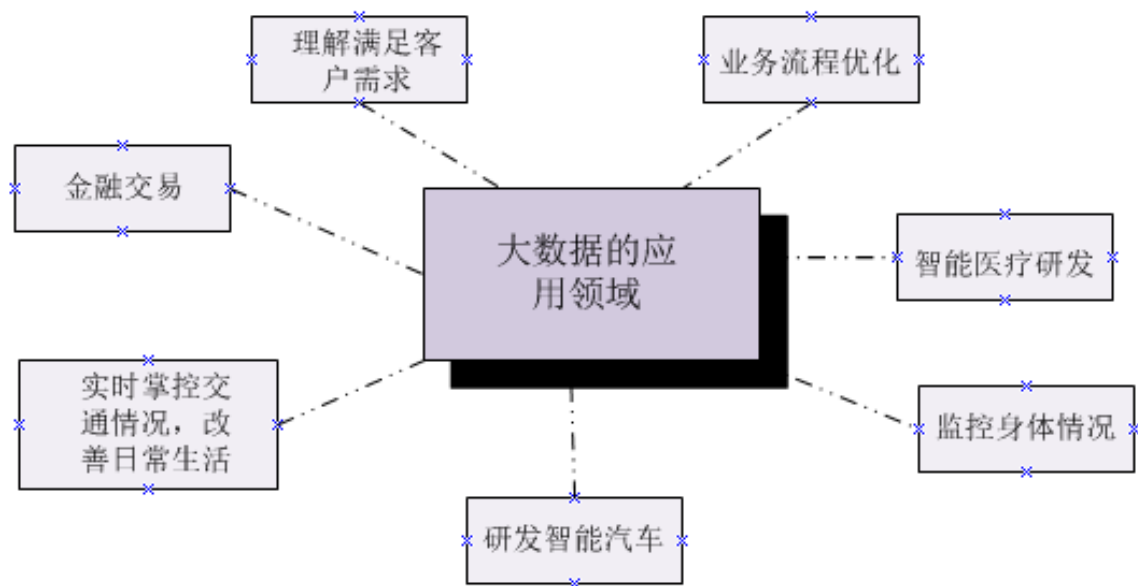 理解满足客
户需求
业务流程优化
金融交易
大数据的应
用领域
智能医疗研发
实时掌控交
通情况，改
善日常生活
监控身体情况
研发智能汽车